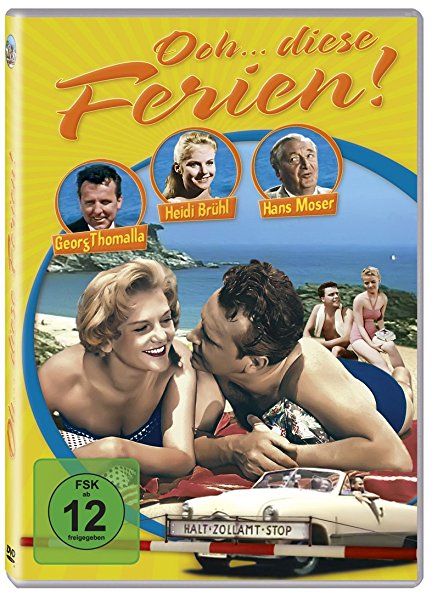 Ooh... diese
Ferien!
Georg Thomalla
Heidi Brühl
Hans Moser
Oh... diese Ferien!
FSK
ab
12
freigegeben
HALT·ZOLLAMT·STOP
DVD